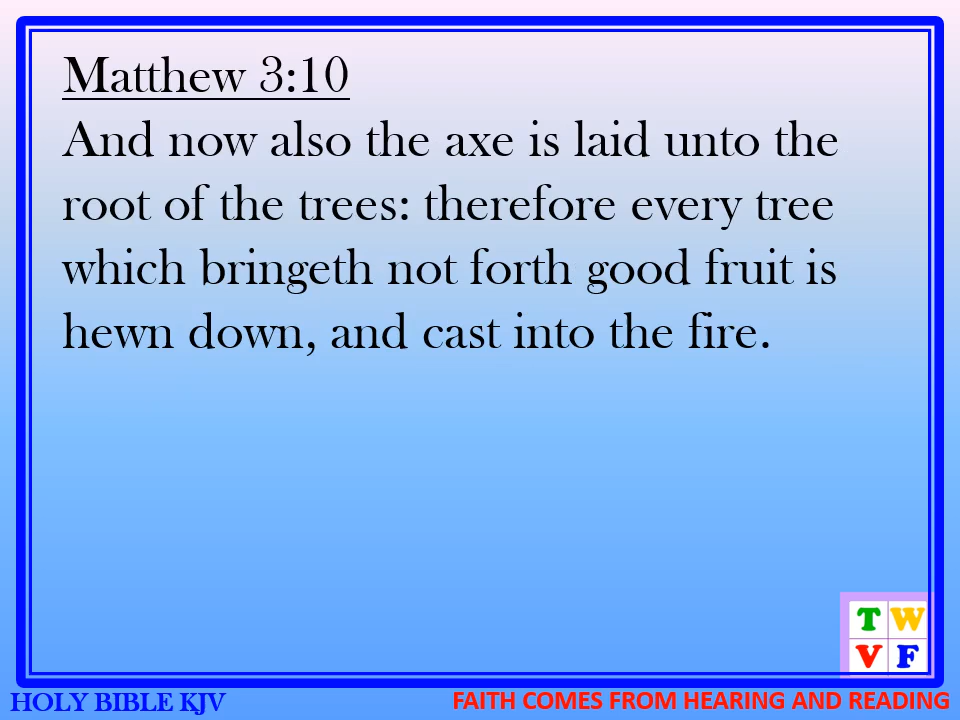 Matthew 3:10
And now also the axe is laid unto the
root of the trees: therefore every tree
which bringeth not forth good fruit is
hewn down, and cast into the fire.
T W
V F
HOLY BIBLE KJV
FAITH COMES FROM HEARING AND READING